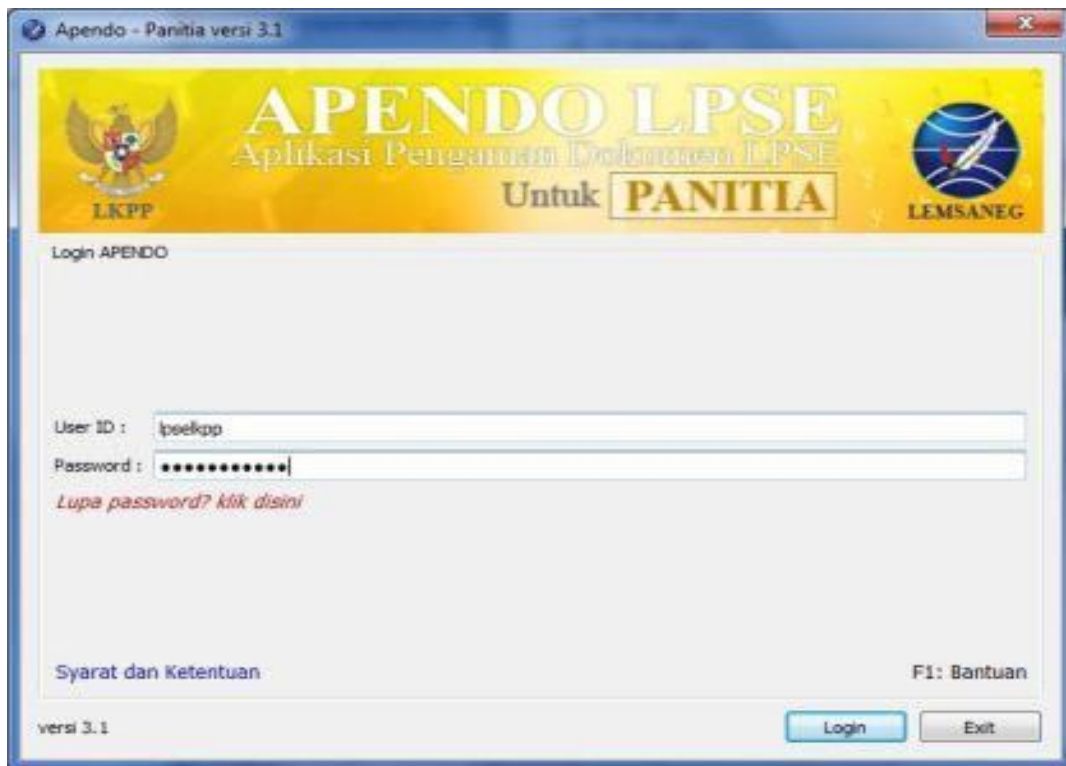 Apendo - Panitia versi 3.1
APENDO LPSE
Aplikasi Pengaman Dokumen LPSE
Untuk PANITIA
LKPP
LEMSANEG
Login APENDO
User ID : lpselkpp
Password : ●●●●●●●●●●●
Lupa password? klik disini
Syarat dan Ketentuan
F1: Bantuan
versi 3.1
Login
Exit